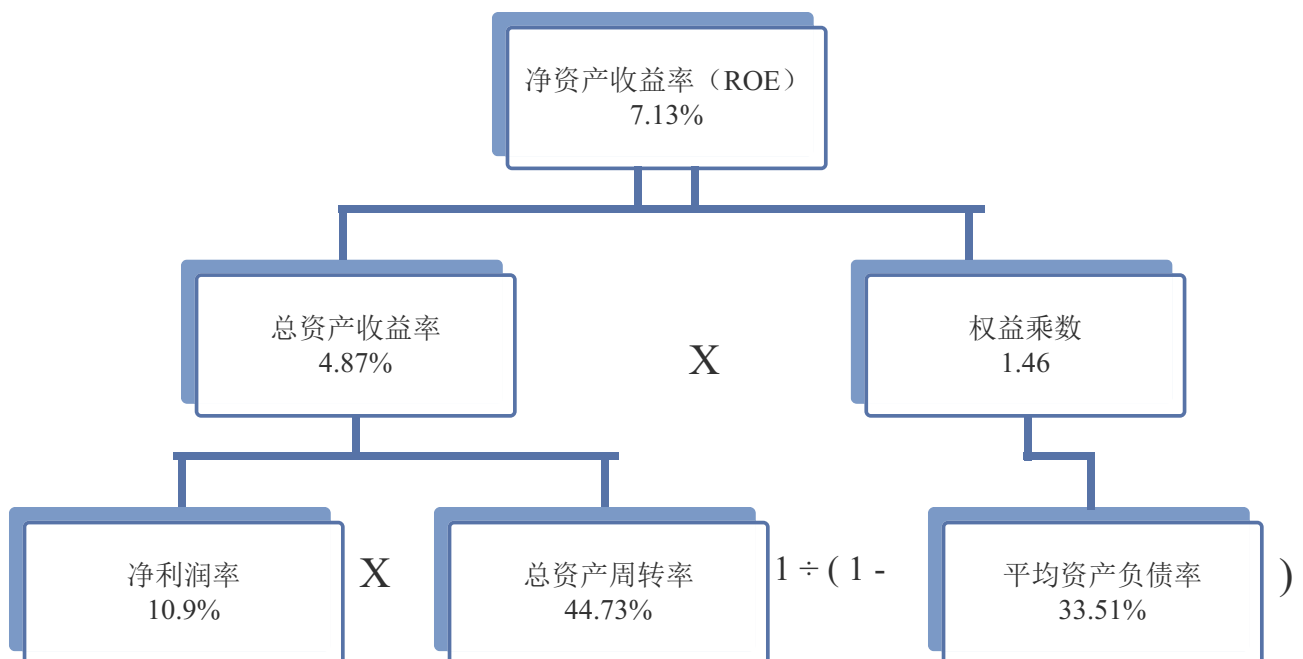 净资产收益率（ROE）
7.13%
总资产收益率
4.87%
X
权益乘数
1.46
净利润率
10.9%
X
总资产周转率
44.73%
1 ÷ ( 1 -
平均资产负债率
33.51%
)